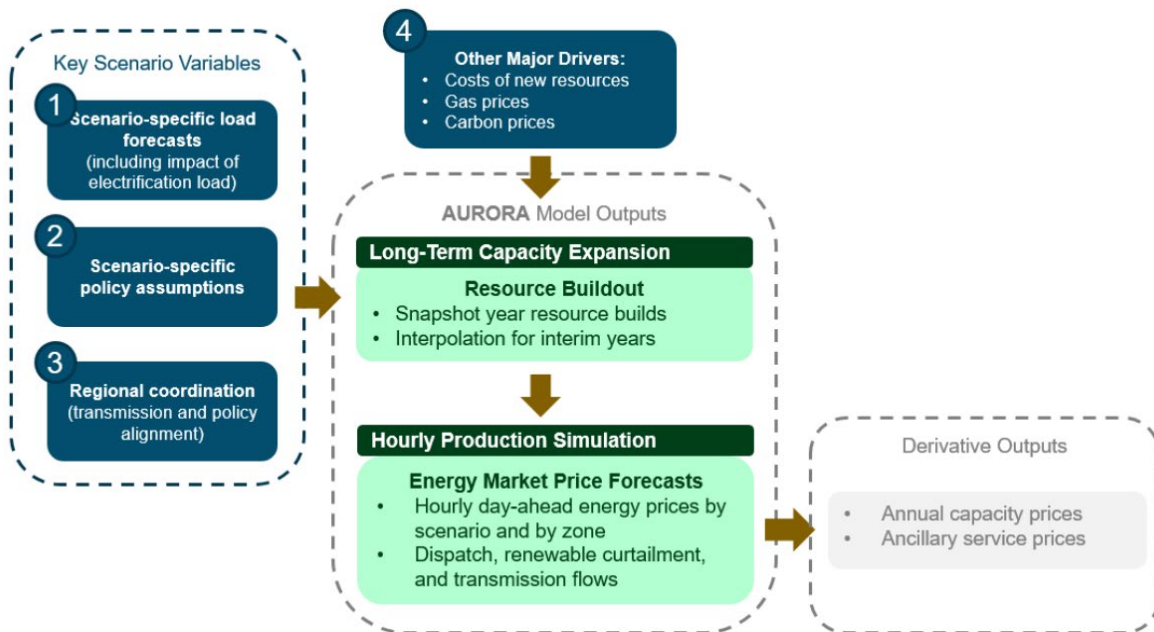 Key Scenario Variables
1
Scenario-specific load
forecasts
(including impact of
electrification load)
2
Scenario-specific
policy assumptions
3
Regional coordination
(transmission and policy
alignment)
4
Other Major Drivers:
• Costs of new resources
• Gas prices
• Carbon prices
AURORA Model Outputs
Long-Term Capacity Expansion
Resource Buildout
• Snapshot year resource builds
• Interpolation for interim years
Hourly Production Simulation
Energy Market Price Forecasts
• Hourly day-ahead energy prices by
scenario and by zone
• Dispatch, renewable curtailment,
and transmission flows
Derivative Outputs
• Annual capacity prices
• Ancillary service prices